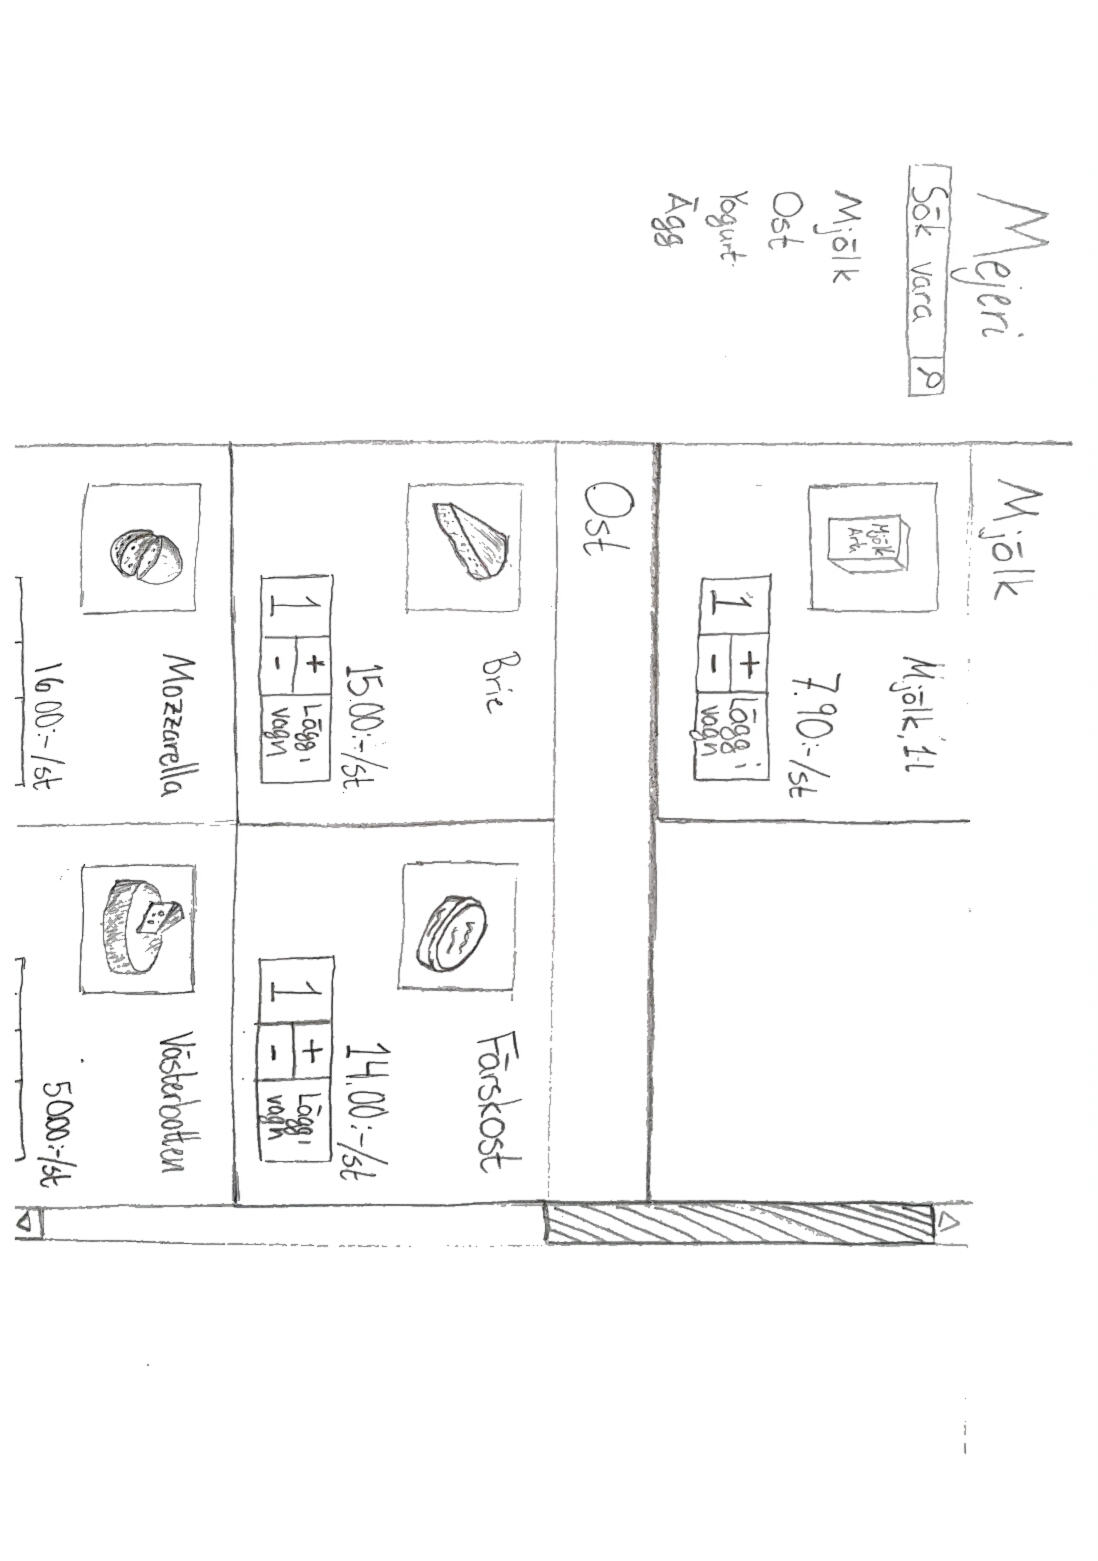 Mejeri
Sök vara
Mjölk
Ost
Yogurt
Ägg
Mjölk
Mjölk
Arla
Mjölk, 1 l
7.90:-/st
1
+
-
Lägg i
vagn
Ost
Brie
15.00:-/st
1
+
-
Lägg i
vagn
Färskost
14.00:-/st
1
+
-
Lägg i
vagn
Mozzarella
16.00:-/st
Västerbotten
50.00:-/st